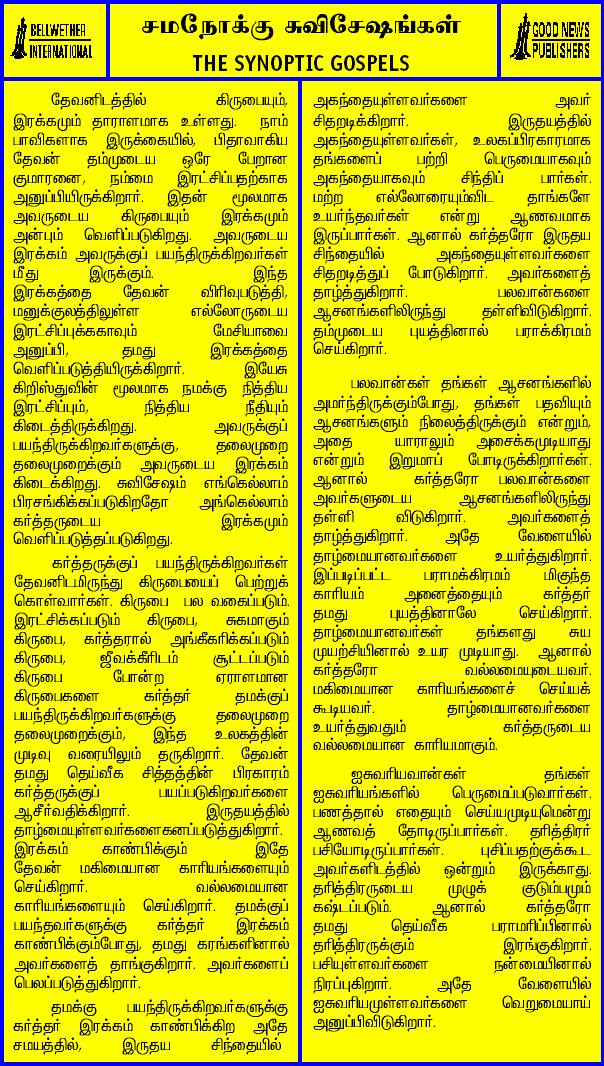 BELLWETHER
INTERNATIONAL
சமநோக்கு சுவிசேஷங்கள்
THE SYNOPTIC GOSPELS
GOOD NEWS
PUBLISHERS
தேவனிடத்தில் கிருபையும்,
இரக்கமும் தாராளமாக உள்ளது. நாம்
பாவிகளாக இருக்கையில், பிதாவாகிய
தேவன் தம்முடைய ஒரே பேறான
குமாரனை, நம்மை இரட்சிப்பதற்காக
அனுப்பியிருக்கிறார். இதன் மூலமாக
அவருடைய கிருபையும் இரக்கமும்
அன்பும் வெளிப்படுகிறது. அவருடைய
இரக்கம் அவருக்குப் பயந்திருக்கிறவர்கள்
மீது இருக்கும். இந்த
இரக்கத்தை தேவன் விரிவுபடுத்தி,
மனுக்குலத்திலுள்ள எல்லோருடைய
இரட்சிப்புக்ககாவும் மேசியாவை
அனுப்பி, தமது இரக்கத்தை
வெளிப்படுத்தியிருக்கிறார். இயேசு
கிறிஸ்துவின் மூலமாக நமக்கு நித்திய
இரட்சிப்பும், நித்திய நீதியும்
கிடைத்திருக்கிறது. அவருக்குப்
பயந்திருக்கிறவர்களுக்கு, தலைமுறை
தலைமுறைக்கும் அவருடைய இரக்கம்
கிடைக்கிறது. சுவிசேஷம் எங்கெல்லாம்
பிரசங்கிக்கப்படுகிறதோ அங்கெல்லாம்
கர்த்தருடைய இரக்கமும்
வெளிப்படுத்தப்படுகிறது.
கர்த்தருக்குப் பயந்திருக்கிறவர்கள்
தேவனிடமிருந்து கிருபையைப் பெற்றுக்
கொள்வார்கள். கிருபை பல வகைப்படும்.
இரட்சிக்கப்படும் கிருபை, சுகமாகும்
கிருபை, கர்த்தரால் அங்கீகரிக்கப்படும்
கிருபை, ஜீவக்கீரிடம் சூட்டப்படும்
கிருபை போன்ற ஏராளமான
கிருபைகளை கர்த்தர் தமக்குப்
பயந்திருக்கிறவர்களுக்கு தலைமுறை
தலைமுறைக்கும், இந்த உலகத்தின்
முடிவு வரையிலும் தருகிறார். தேவன்
தமது தெய்வீக சித்தத்தின் பிரகாரம்
கர்த்தருக்குப் பயப்படுகிறவர்களை
ஆசீர்வதிக்கிறார். இருதயத்தில்
தாழ்மையுள்ளவர்களைகனப்படுத்துகிறார்.
இரக்கம் காண்பிக்கும் இதே
தேவன் மகிமையான காரியங்களையும்
செய்கிறார். வல்லமையான
காரியங்களையும் செய்கிறார். தமக்குப்
பயந்தவர்களுக்கு கர்த்தர் இரக்கம்
காண்பிக்கும்போது, தமது கரங்களினால்
அவர்களைத் தாங்குகிறார். அவர்களைப்
பெலப்படுத்துகிறார்.
தமக்கு பயந்திருக்கிறவர்களுக்கு
கர்த்தர் இரக்கம் காண்பிக்கிற அதே
சமயத்தில், இருதய சிந்தையில்
அகந்தையுள்ளவர்களை அவர்
சிதறடிக்கிறார். இருதயத்தில்
அகந்தையுள்ளவர்கள், உலகப்பிரகாரமாக
தங்களைப் பற்றி பெருமையாகவும்
அகந்தையாகவும் சிந்திப் பார்கள்.
மற்ற எல்லோரையும்விட தாங்களே
உயர்ந்தவர்கள் என்று ஆணவமாக
இருப்பார்கள். ஆனால் கர்த்தரோ இருதய
சிந்தையில் அகந்தையுள்ளவர்களை
சிதறடித்துப் போடுகிறார். அவர்களைத்
தாழ்த்துகிறார். பலவான்களை
ஆசனங்களிலிருந்து தள்ளிவிடுகிறார்.
தம்முடைய புயத்தினால் பராக்கிரமம்
செய்கிறார்.
பலவான்கள் தங்கள் ஆசனங்களில்
அமர்ந்திருக்கும்போது, தங்கள் பதவியும்
ஆசனங்களும் நிலைத்திருக்கும் என்றும்,
அதை யாராலும் அசைக்கமுடியாது
என்றும் இறுமாப் போடிருக்கிறார்கள்.
ஆனால் கர்த்தரோ பலவான்களை
அவர்களுடைய ஆசனங்களிலிருந்து
தள்ளி விடுகிறார். அவர்களைத்
தாழ்த்துகிறார். அதே வேளையில்
தாழ்மையானவர்களை உயர்த்துகிறார்.
இப்படிப்பட்ட பராமக்கிரமம் மிகுந்த
காரியம் அனைத்தையும் கர்த்தர்
தமது புயத்தினாலே செய்கிறார்.
தாழ்மையானவர்கள் தங்களது சுய
முயற்சியினால் உயர முடியாது. ஆனால்
கர்த்தரோ வல்லமையுடையவர்.
மகிமையான காரியங்களைச் செய்யக்
கூடியவர். தாழ்மையானவர்களை
உயர்த்துவதும் கர்த்தருடைய
வல்லமையான காரியமாகும்.
ஐசுவரியவான்கள் தங்கள்
ஐசுவரியங்களில் பெருமைப்படுவார்கள்.
பணத்தால் எதையும் செய்யமுடியுமென்று
ஆணவத் தோடிருப்பார்கள். தரித்திரர்
பசியோடிருப்பார்கள். புசிப்பதற்குக்கூட
அவர்களிடத்தில் ஒன்றும் இருக்காது.
தரித்திரருடைய முழுக் குடும்பமும்
கஷ்டப்படும். ஆனால் கர்த்தரோ
தமது தெய்வீக பராமரிப்பினால்
தரித்திரருக்கும் இரங்குகிறார்.
பசியுள்ளவர்களை நன்மையினால்
நிரப்புகிறார். அதே வேளையில்
ஐசுவரியமுள்ளவர்களை வெறுமையாய்
அனுப்பிவிடுகிறார்.